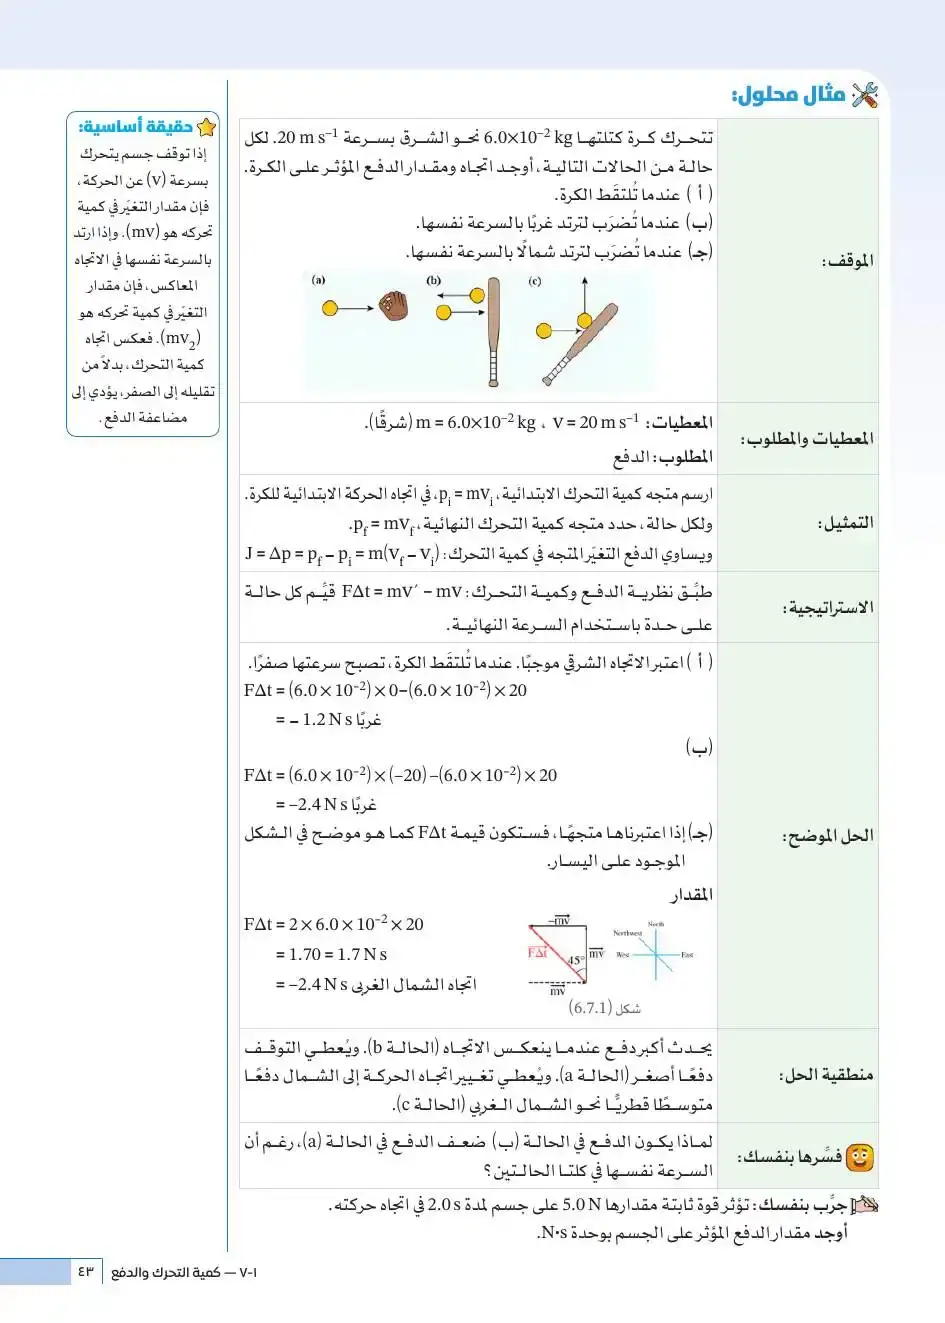 مثال محلول:
الموقف:
تتحرك كرة كتلتها 6.0×10⁻² kg نحو الشرق بسرعة 20 m s⁻¹. لكل
حالة من الحالات التالية، أوجد اتجاه ومقدار الدفع المؤثر على الكرة.
(أ) عندما تُلتقَط الكرة.
(ب) عندما تُضرَب لترتد غربًا بالسرعة نفسها.
(جـ) عندما تُضرَب لترتد شمالًا بالسرعة نفسها.
(a) (b) (c)
المعطيات والمطلوب:
المعطيات: m = 6.0×10⁻² kg ، v = 20 m s⁻¹ (شرقًا).
المطلوب: الدفع
التمثيل:
ارسم متجه كمية التحرك الابتدائية، pᵢ = mvᵢ، في اتجاه الحركة الابتدائية للكرة.
ولكل حالة، حدد متجه كمية التحرك النهائية، p_f = mv_f.
ويساوي الدفع التغيّر المتجه في كمية التحرك: J = Δp = p_f − pᵢ = m(v_f − vᵢ)
الاستراتيجية:
طبِّق نظرية الدفع وكمية التحرك: FΔt = mv′ − mv قيِّم كل حالة
على حدة باستخدام السرعة النهائية.
الحل الموضح:
(أ) اعتبر الاتجاه الشرقي موجبًا. عندما تُلتقَط الكرة، تصبح سرعتها صفرًا.
FΔt = (6.0 × 10⁻²) × 0−(6.0 × 10⁻²) × 20
= − 1.2 N s غربًا
(ب)
FΔt = (6.0 × 10⁻²) × (−20) −(6.0 × 10⁻²) × 20
= −2.4 N s غربًا
(جـ) إذا اعتبرناها متجهًا، فستكون قيمة FΔt كما هو موضح في الشكل
الموجود على اليسار.
المقدار
FΔt = 2 × 6.0 × 10⁻² × 20
= 1.70 = 1.7 N s
= −2.4 N s اتجاه الشمال الغربي
−mv
FΔt
45°
mv
mv
North
Northwest
West
East
شكل (6.7.1)
منطقية الحل:
يحدث أكبر دفع عندما ينعكس الاتجاه (الحالة b). ويُعطي التوقف
دفعًا أصغر (الحالة a). ويُعطي تغيير اتجاه الحركة إلى الشمال دفعًا
متوسطًا قطريًّا نحو الشمال الغربي (الحالة c).
فسِّرها بنفسك:
لماذا يكون الدفع في الحالة (ب) ضعف الدفع في الحالة (a)، رغم أن
السرعة نفسها في كلتا الحالتين؟
جرِّب بنفسك: تؤثر قوة ثابتة مقدارها 5.0 N على جسم لمدة 2.0 s في اتجاه حركته.
أوجد مقدار الدفع المؤثر على الجسم بوحدة N·s.
حقيقة أساسية:
إذا توقف جسم يتحرك
بسرعة (v) عن الحركة،
فإن مقدار التغيّر في كمية
تحركه هو (mv). وإذا ارتد
بالسرعة نفسها في الاتجاه
المعاكس، فإن مقدار
التغيّر في كمية تحركه هو
(mv₂). فعكس اتجاه
كمية التحرك، بدلاً من
تقليله إلى الصفر، يؤدي إلى
مضاعفة الدفع.
٧-١ — كمية التحرك والدفع
٤٣